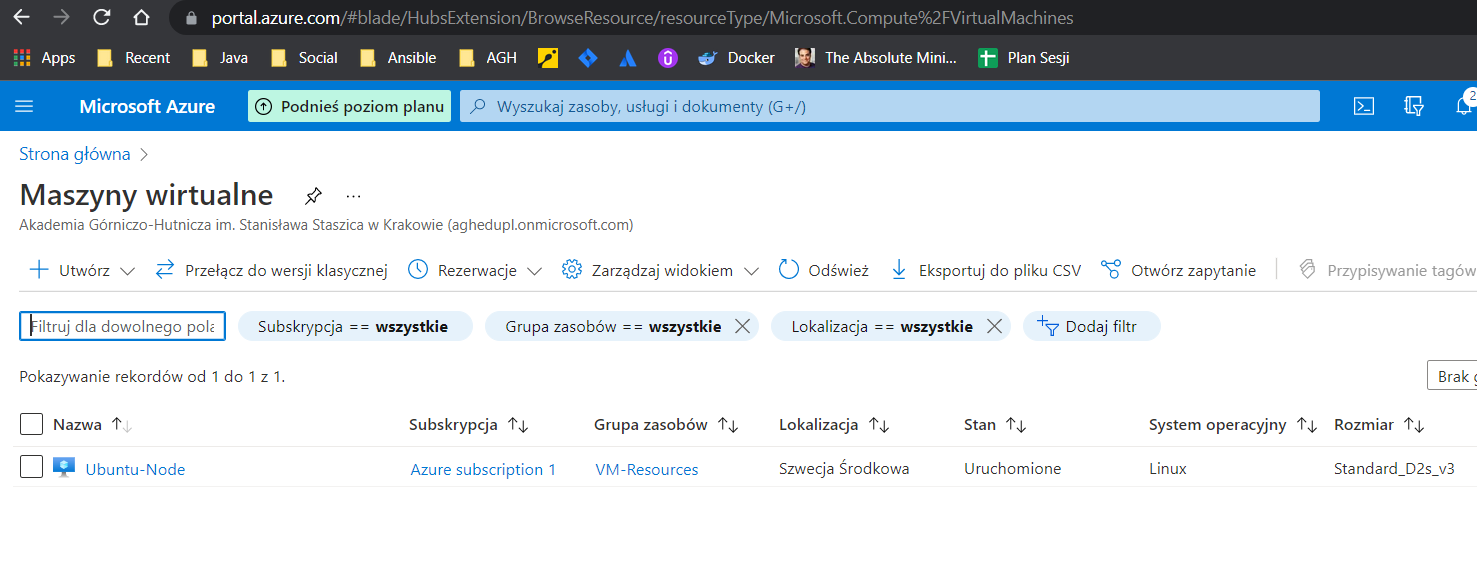 portal.azure.com/#blade/HubsExtension/BrowseResource/resourceType/Microsoft.Compute%2FVirtualMachines
Apps Recent Java Social Ansible AGH Docker The Absolute Mini... Plan Sesji
Microsoft Azure Podnieś poziom planu Wyszukaj zasoby, usługi i dokumenty (G+/) 2
Strona główna
Maszyny wirtualne ...
Akademia Górniczo-Hutnicza im. Stanisława Staszica w Krakowie (aghedupl.onmicrosoft.com)
Utwórz Przełącz do wersji klasycznej Rezerwacje Zarządzaj widokiem Odśwież Eksportuj do pliku CSV Otwórz zapytanie Przypisywanie tagów
Filtruj dla dowolnego pola Subskrypcja == wszystkie Grupa zasobów == wszystkie Lokalizacja == wszystkie Dodaj filtr
Pokazywanie rekordów od 1 do 1 z 1. Brak
Nazwa Subskrypcja Grupa zasobów Lokalizacja Stan System operacyjny Rozmiar
Ubuntu-Node Azure subscription 1 VM-Resources Szwecja Środkowa Uruchomione Linux Standard_D2s_v3